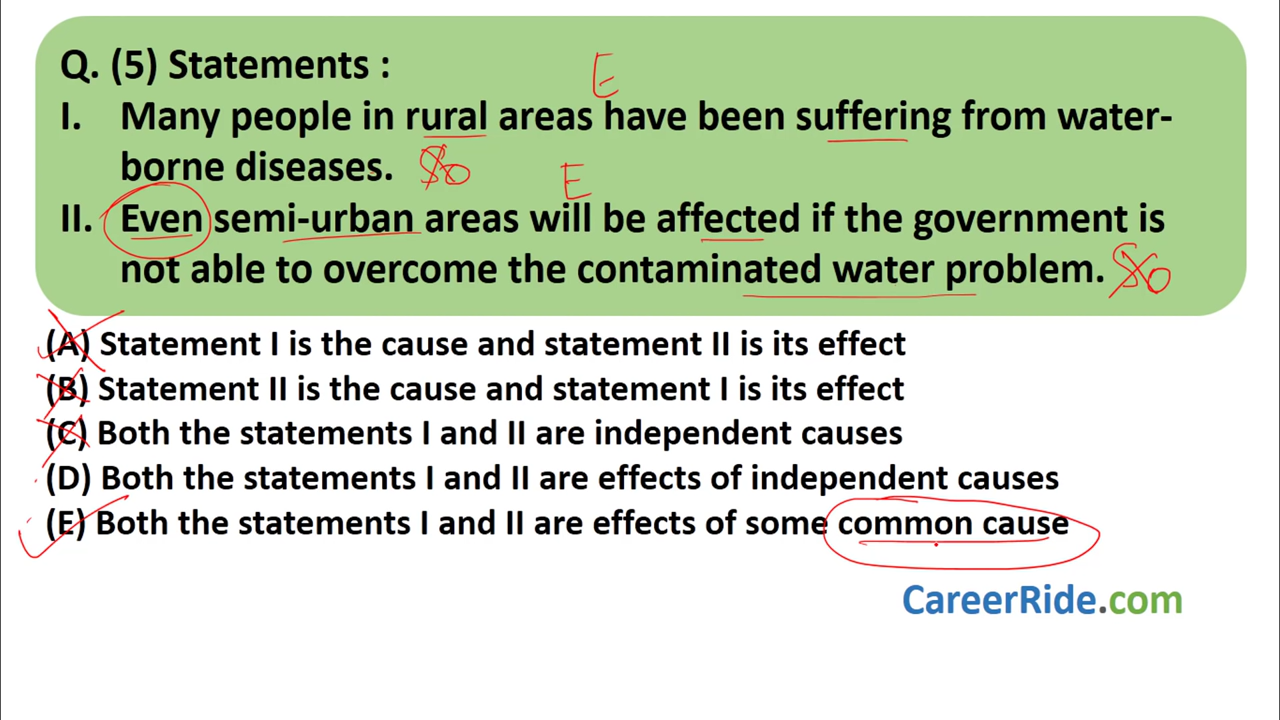 Q. (5) Statements :
E
I. Many people in rural areas have been suffering from water-
borne diseases. So
E
II. Even semi-urban areas will be affected if the government is
not able to overcome the contaminated water problem. So
(A) Statement I is the cause and statement II is its effect
(B) Statement II is the cause and statement I is its effect
(C) Both the statements I and II are independent causes
(D) Both the statements I and II are effects of independent causes
(E) Both the statements I and II are effects of some common cause
CareerRide.com